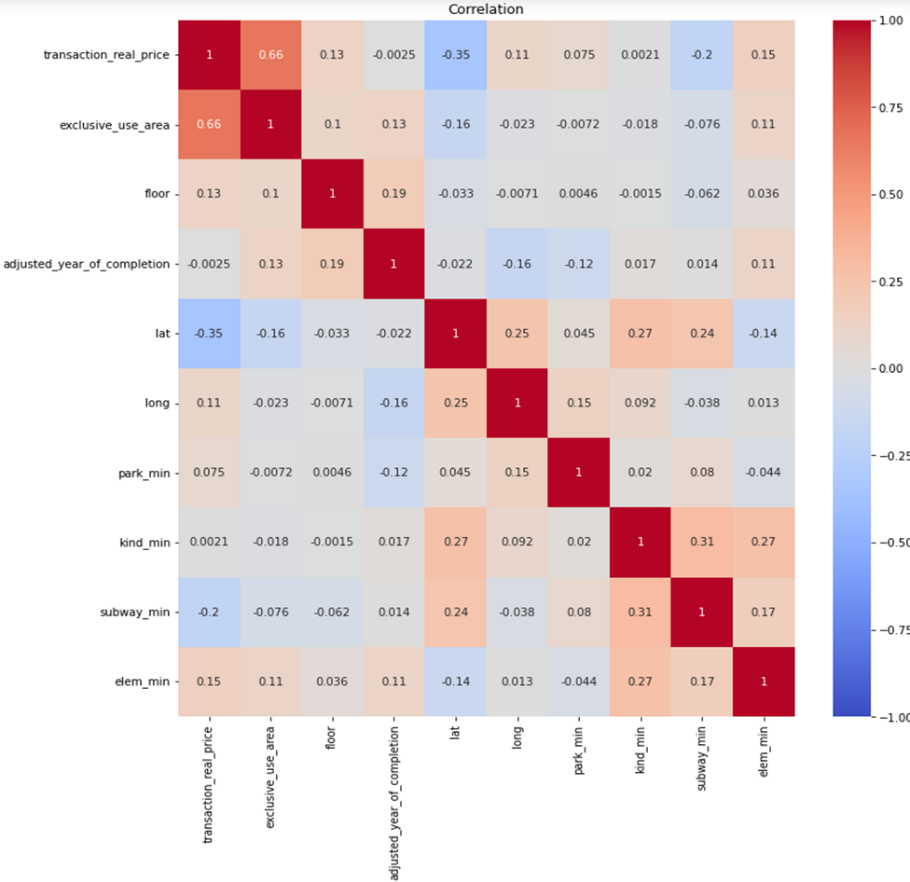 Correlation
transaction_real_price 1 0.66 0.13 -0.0025 -0.35 0.11 0.075 0.0021 -0.2 0.15
exclusive_use_area 0.66 1 0.1 0.13 -0.16 -0.023 -0.0072 -0.018 -0.076 0.11
floor 0.13 0.1 1 0.19 -0.033 -0.0071 0.0046 -0.0015 -0.062 0.036
adjusted_year_of_completion -0.0025 0.13 0.19 1 -0.022 -0.16 -0.12 0.017 0.014 0.11
lat -0.35 -0.16 -0.033 -0.022 1 0.25 0.045 0.27 0.24 -0.14
long 0.11 -0.023 -0.0071 -0.16 0.25 1 0.15 0.092 -0.038 0.013
park_min 0.075 -0.0072 0.0046 -0.12 0.045 0.15 1 0.02 0.08 -0.044
kind_min 0.0021 -0.018 -0.0015 0.017 0.27 0.092 0.02 1 0.31 0.27
subway_min -0.2 -0.076 -0.062 0.014 0.24 -0.038 0.08 0.31 1 0.17
elem_min 0.15 0.11 0.036 0.11 -0.14 0.013 -0.044 0.27 0.17 1
transaction_real_price
exclusive_use_area
floor
adjusted_year_of_completion
lat
long
park_min
kind_min
subway_min
elem_min
1.00
0.75
0.50
0.25
0.00
−0.25
−0.50
−0.75
−1.00